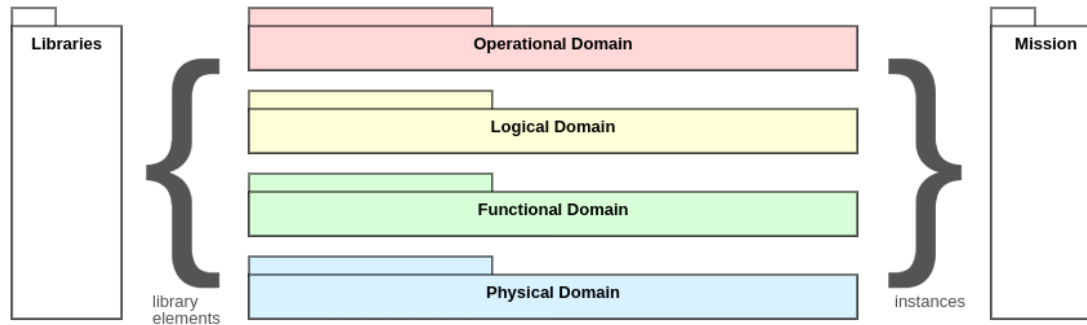 Libraries
Operational Domain
Mission
Logical Domain
Functional Domain
Physical Domain
library
elements
instances